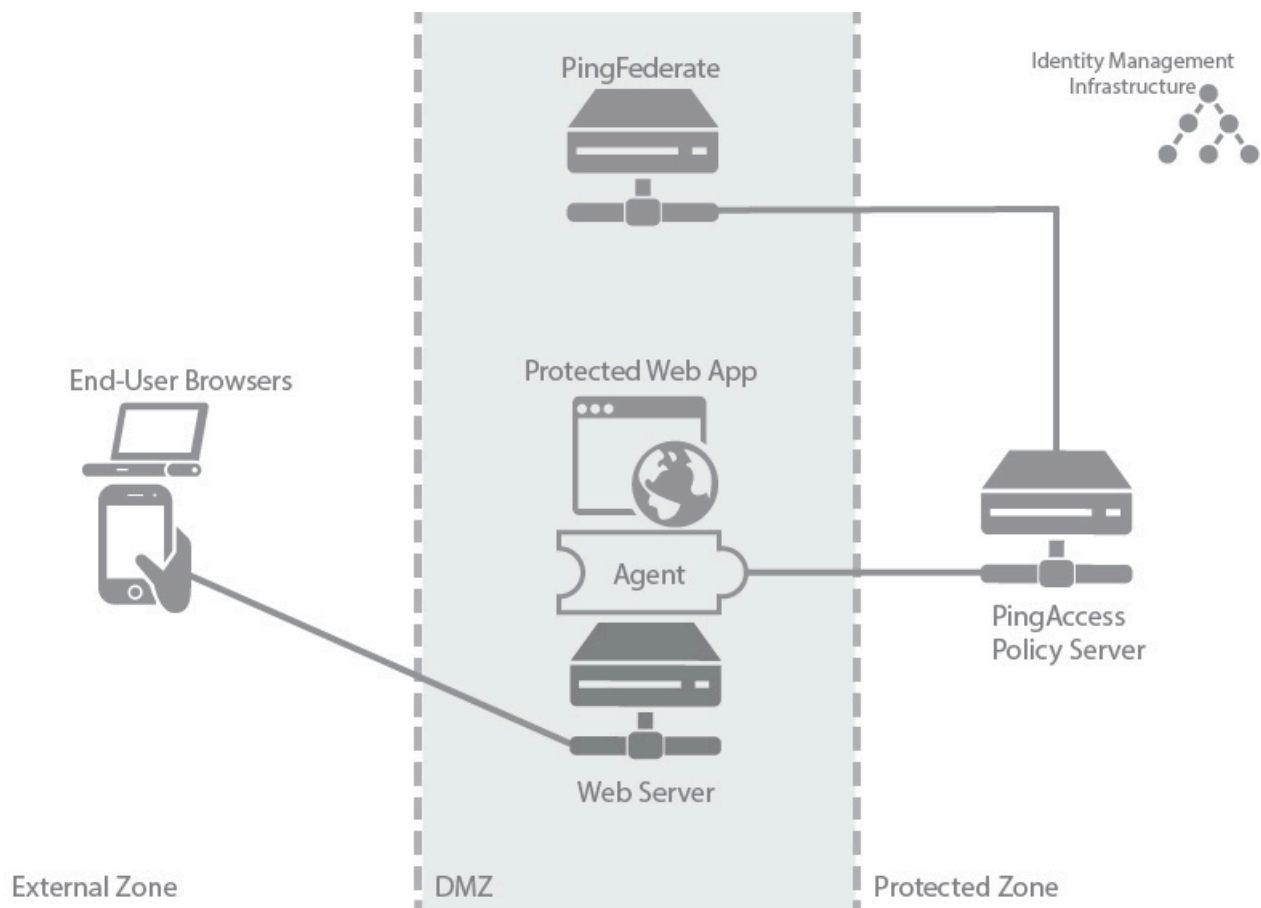 PingFederate
Identity Management
Infrastructure
End-User Browsers
Protected Web App
Agent
PingAccess
Policy Server
Web Server
External Zone
DMZ
Protected Zone